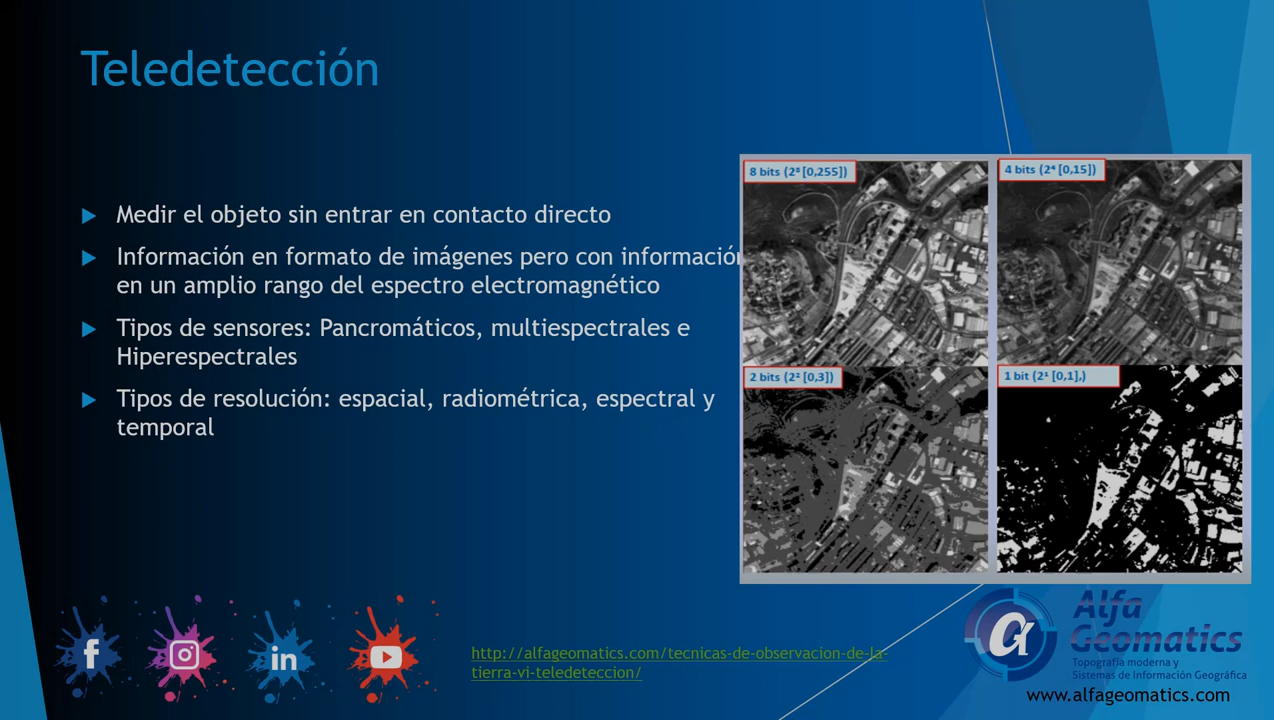 Teledetección
Medir el objeto sin entrar en contacto directo
Información en formato de imágenes pero con información
en un amplio rango del espectro electromagnético
Tipos de sensores: Pancromáticos, multiespectrales e
Hiperespectrales
Tipos de resolución: espacial, radiométrica, espectral y
temporal
8 bits (2⁸ [0,255])
4 bits (2⁴ [0,15])
2 bits (2² [0,3])
1 bit (2¹ [0,1],)
http://alfageomatics.com/tecnicas-de-observacion-de-la-
tierra-vi-teledeteccion/
Alfa
Geomatics
Topografía moderna y
Sistemas de Información Geográfica
www.alfageomatics.com